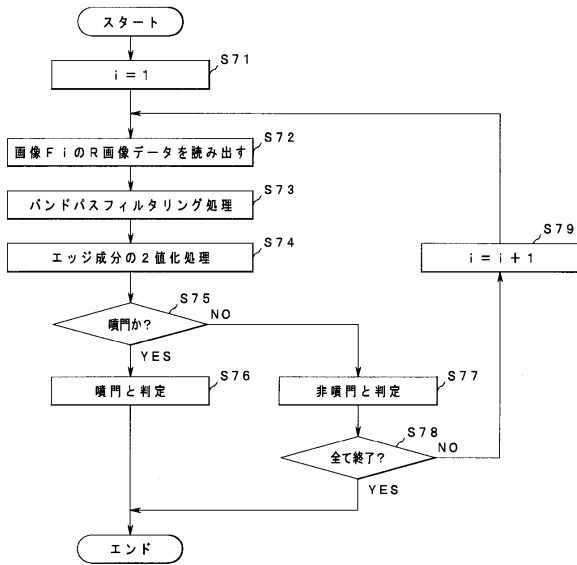 スタート
S71
i=1
S72
画像FiのR画像データを読み出す
S73
バンドパスフィルタリング処理
S74
エッジ成分の2値化処理
S79
i=i+1
S75
噴門か?
NO
YES
S76
噴門と判定
S77
非噴門と判定
S78
全て終了?
NO
YES
エンド